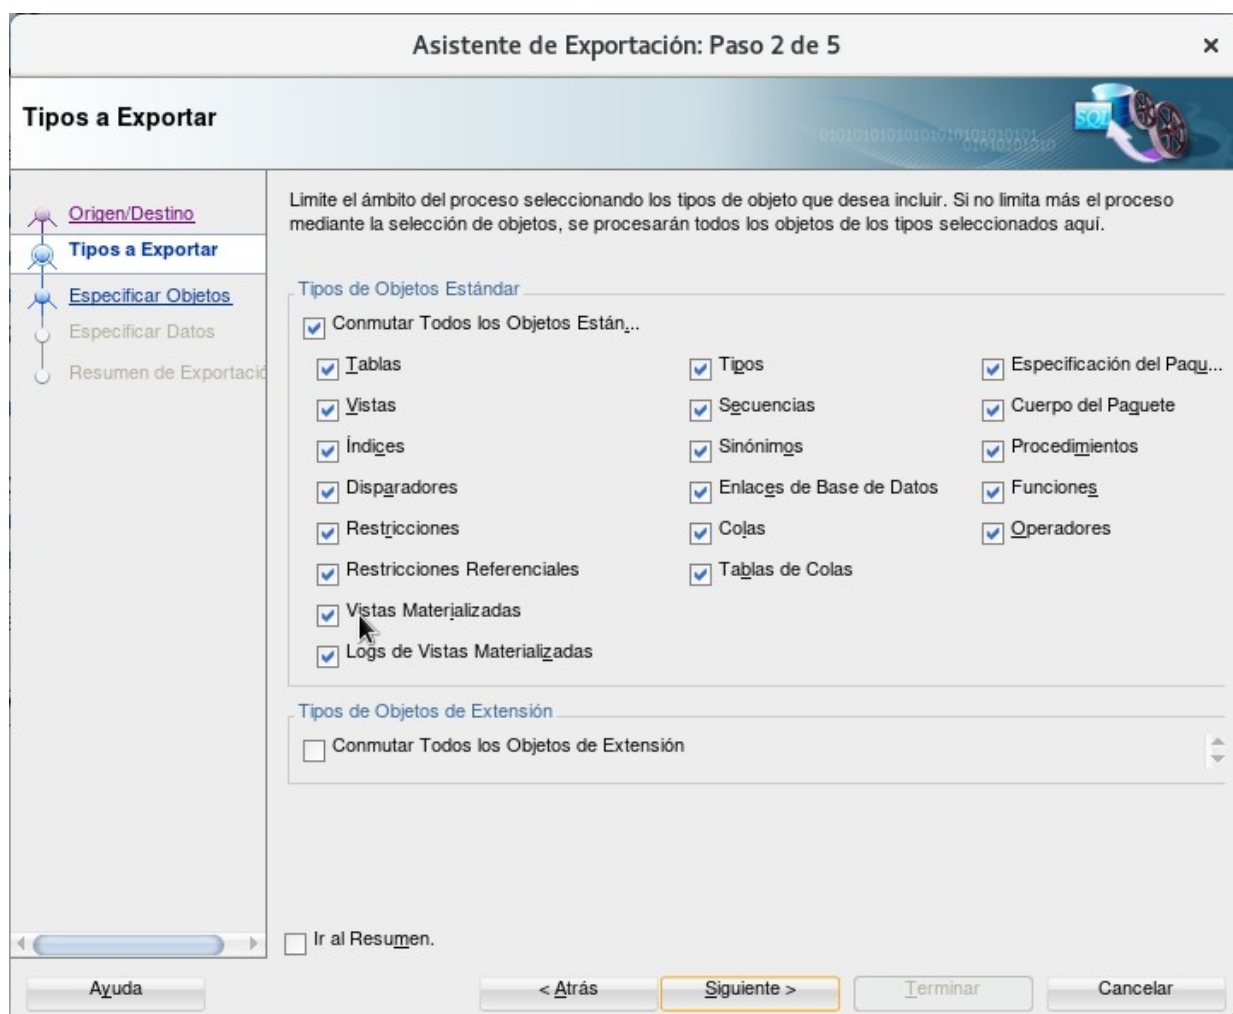 Asistente de Exportación: Paso 2 de 5
Tipos a Exportar
SQL
Origen/Destino
Tipos a Exportar
Especificar Objetos
Especificar Datos
Resumen de Exportació
Limite el ámbito del proceso seleccionando los tipos de objeto que desea incluir. Si no limita más el proceso
mediante la selección de objetos, se procesarán todos los objetos de los tipos seleccionados aquí.
Tipos de Objetos Estándar
Conmutar Todos los Objetos Están...
Tablas
Tipos
Especificación del Paqu...
Vistas
Secuencias
Cuerpo del Paquete
Índices
Sinónimos
Procedimientos
Disparadores
Enlaces de Base de Datos
Funciones
Restricciones
Colas
Operadores
Restricciones Referenciales
Tablas de Colas
Vistas Materializadas
Logs de Vistas Materializadas
Tipos de Objetos de Extensión
Conmutar Todos los Objetos de Extensión
Ir al Resumen.
Ayuda
< Atrás
Siguiente >
Terminar
Cancelar